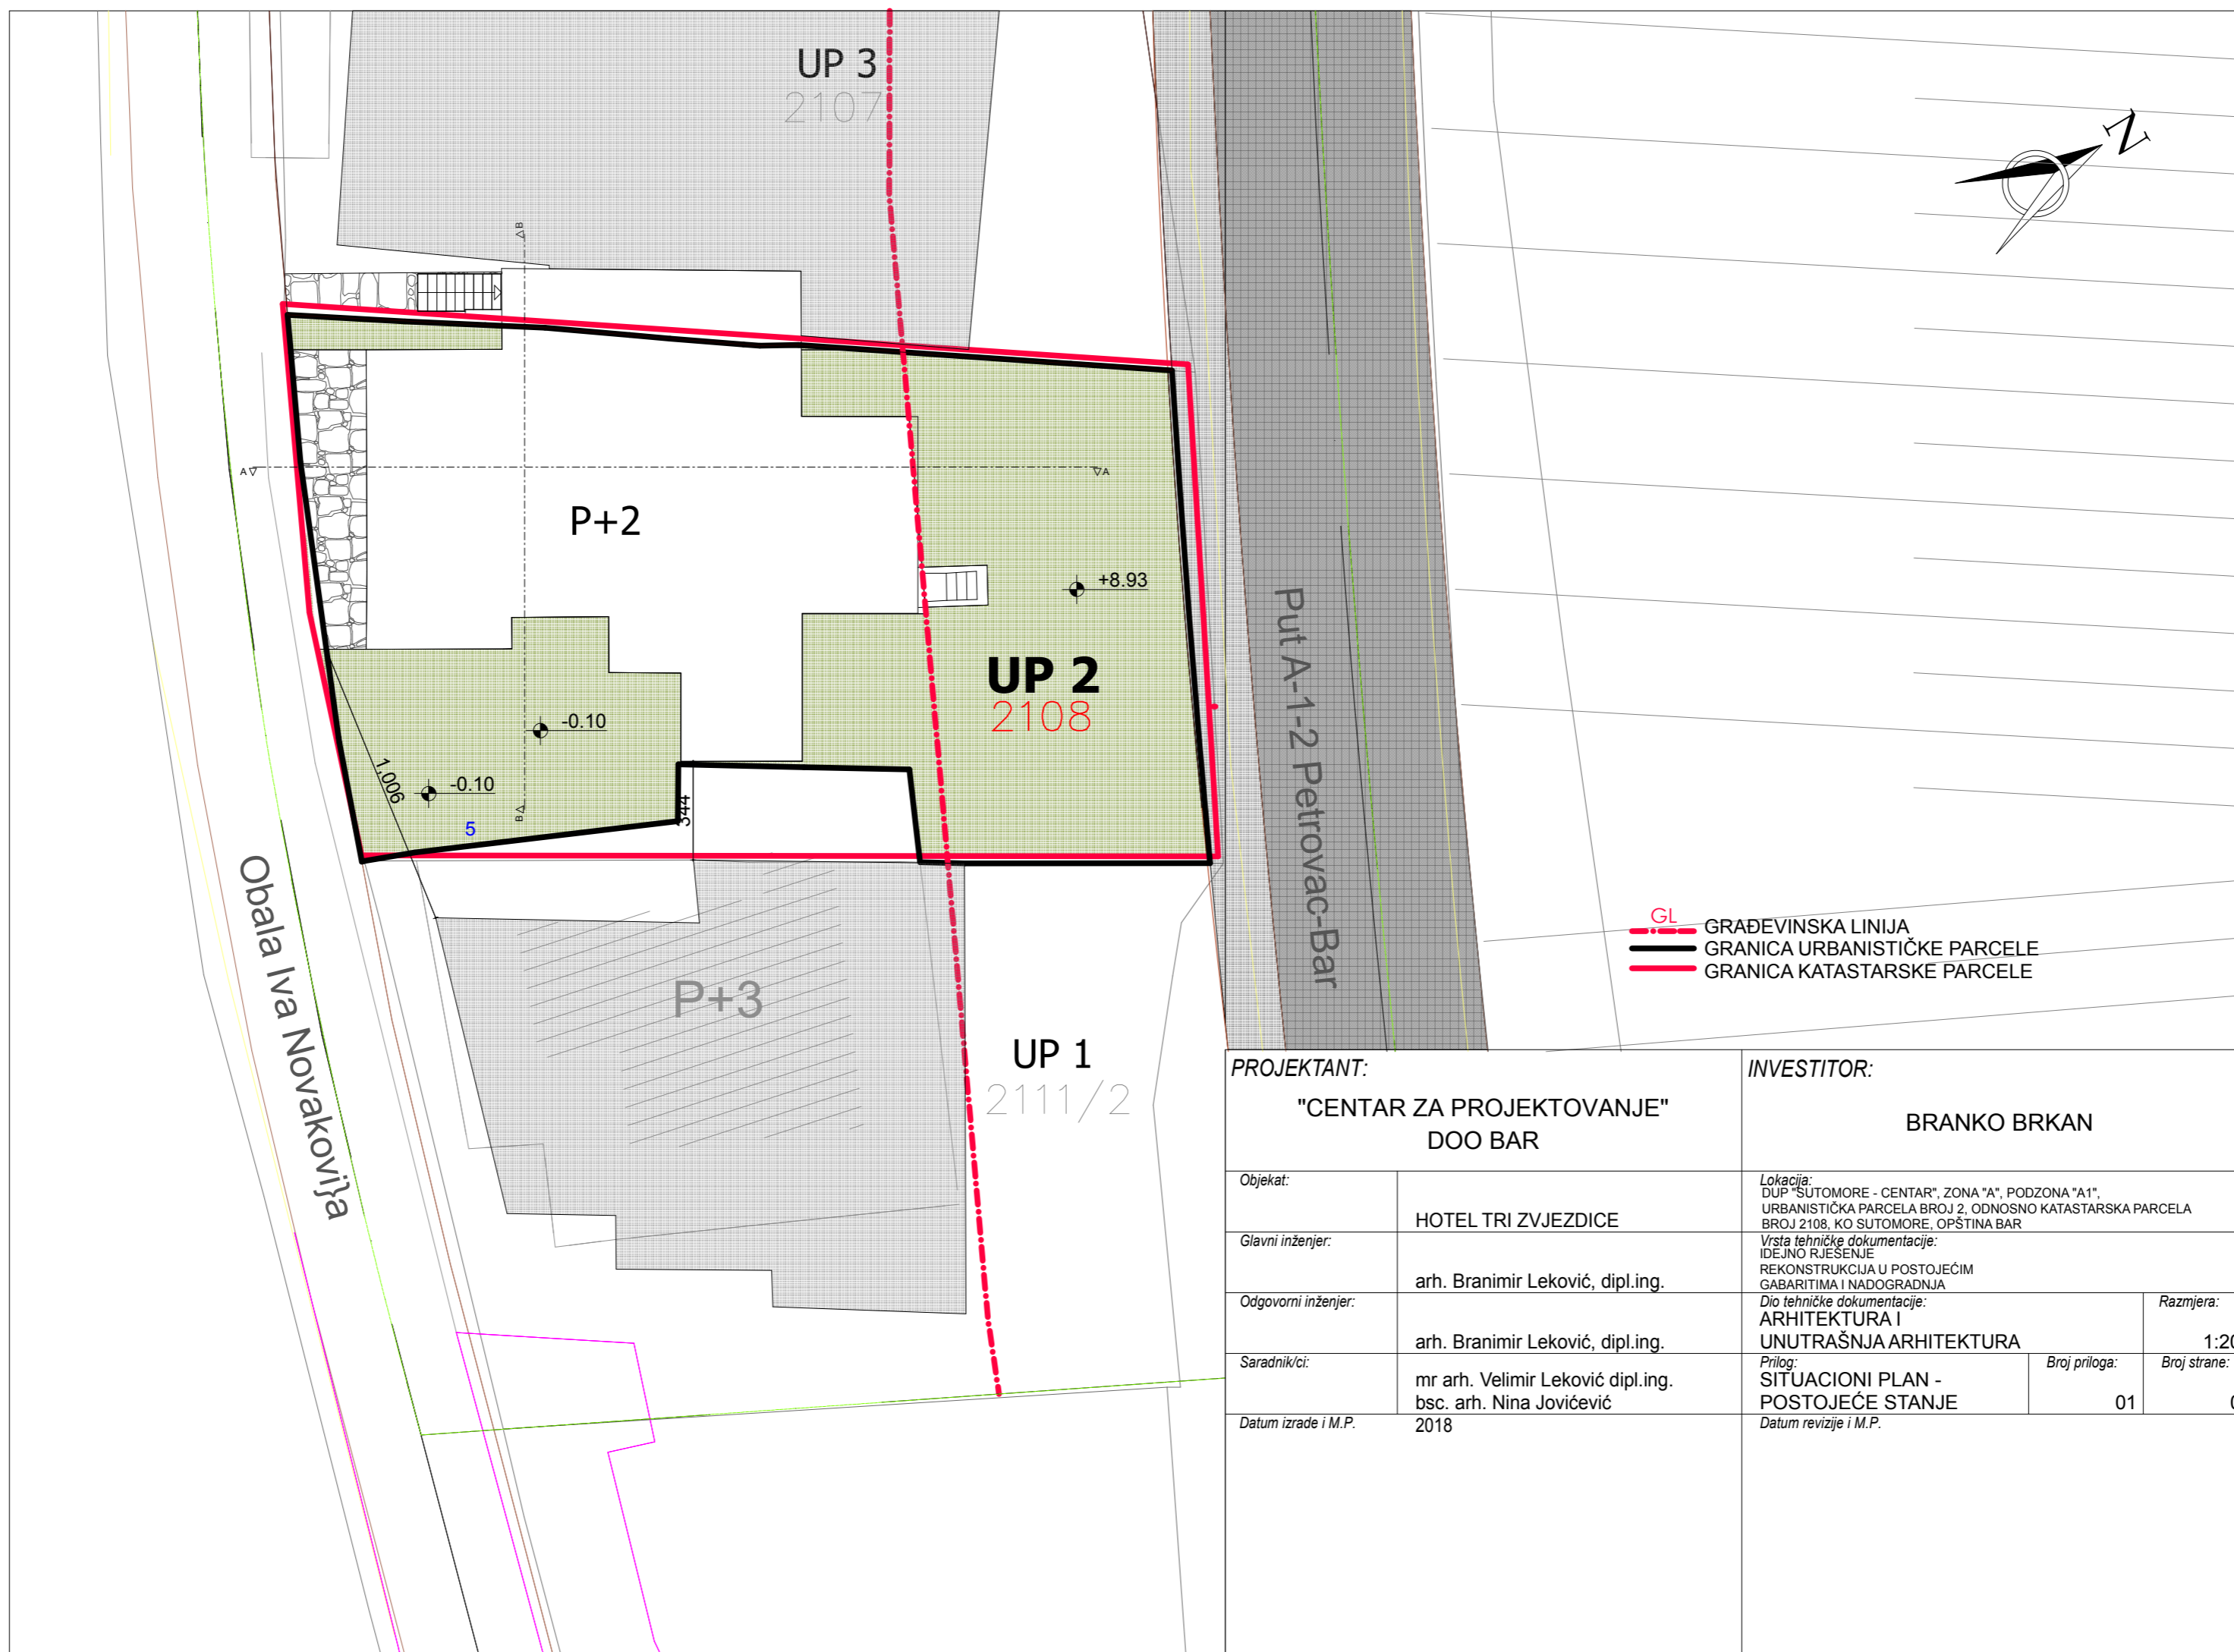 UP 3
2107
N
B
A
A
P+2
+8.93
UP 2
2108
-0.10
-0.10
1,006
344
5
B
Put A-1-2 Petrovac-Bar
Obala Iva Novakovi}a
P+3
UP 1
2111/2
GL
GRAĐEVINSKA LINIJA
GRANICA URBANISTIČKE PARCELE
GRANICA KATASTARSKE PARCELE
PROJEKTANT:
"CENTAR ZA PROJEKTOVANJE"
DOO BAR
INVESTITOR:
BRANKO BRKAN
Objekat:
HOTEL TRI ZVJEZDICE
Lokacija:
DUP "SUTOMORE - CENTAR", ZONA "A", PODZONA "A1",
URBANISTIČKA PARCELA BROJ 2, ODNOSNO KATASTARSKA PARCELA
BROJ 2108, KO SUTOMORE, OPŠTINA BAR
Glavni inženjer:
arh. Branimir Leković, dipl.ing.
Vrsta tehničke dokumentacije:
IDEJNO RJEŠENJE
REKONSTRUKCIJA U POSTOJEĆIM
GABARITIMA I NADOGRADNJA
Odgovorni inženjer:
arh. Branimir Leković, dipl.ing.
Dio tehničke dokumentacije:
ARHITEKTURA I
UNUTRAŠNJA ARHITEKTURA
Razmjera:
1:20
Saradnik/ci:
mr arh. Velimir Leković dipl.ing.
bsc. arh. Nina Jovićević
Prilog:
SITUACIONI PLAN -
POSTOJEĆE STANJE
Broj priloga:
01
Broj strane:
Datum izrade i M.P.
2018
Datum revizije i M.P.